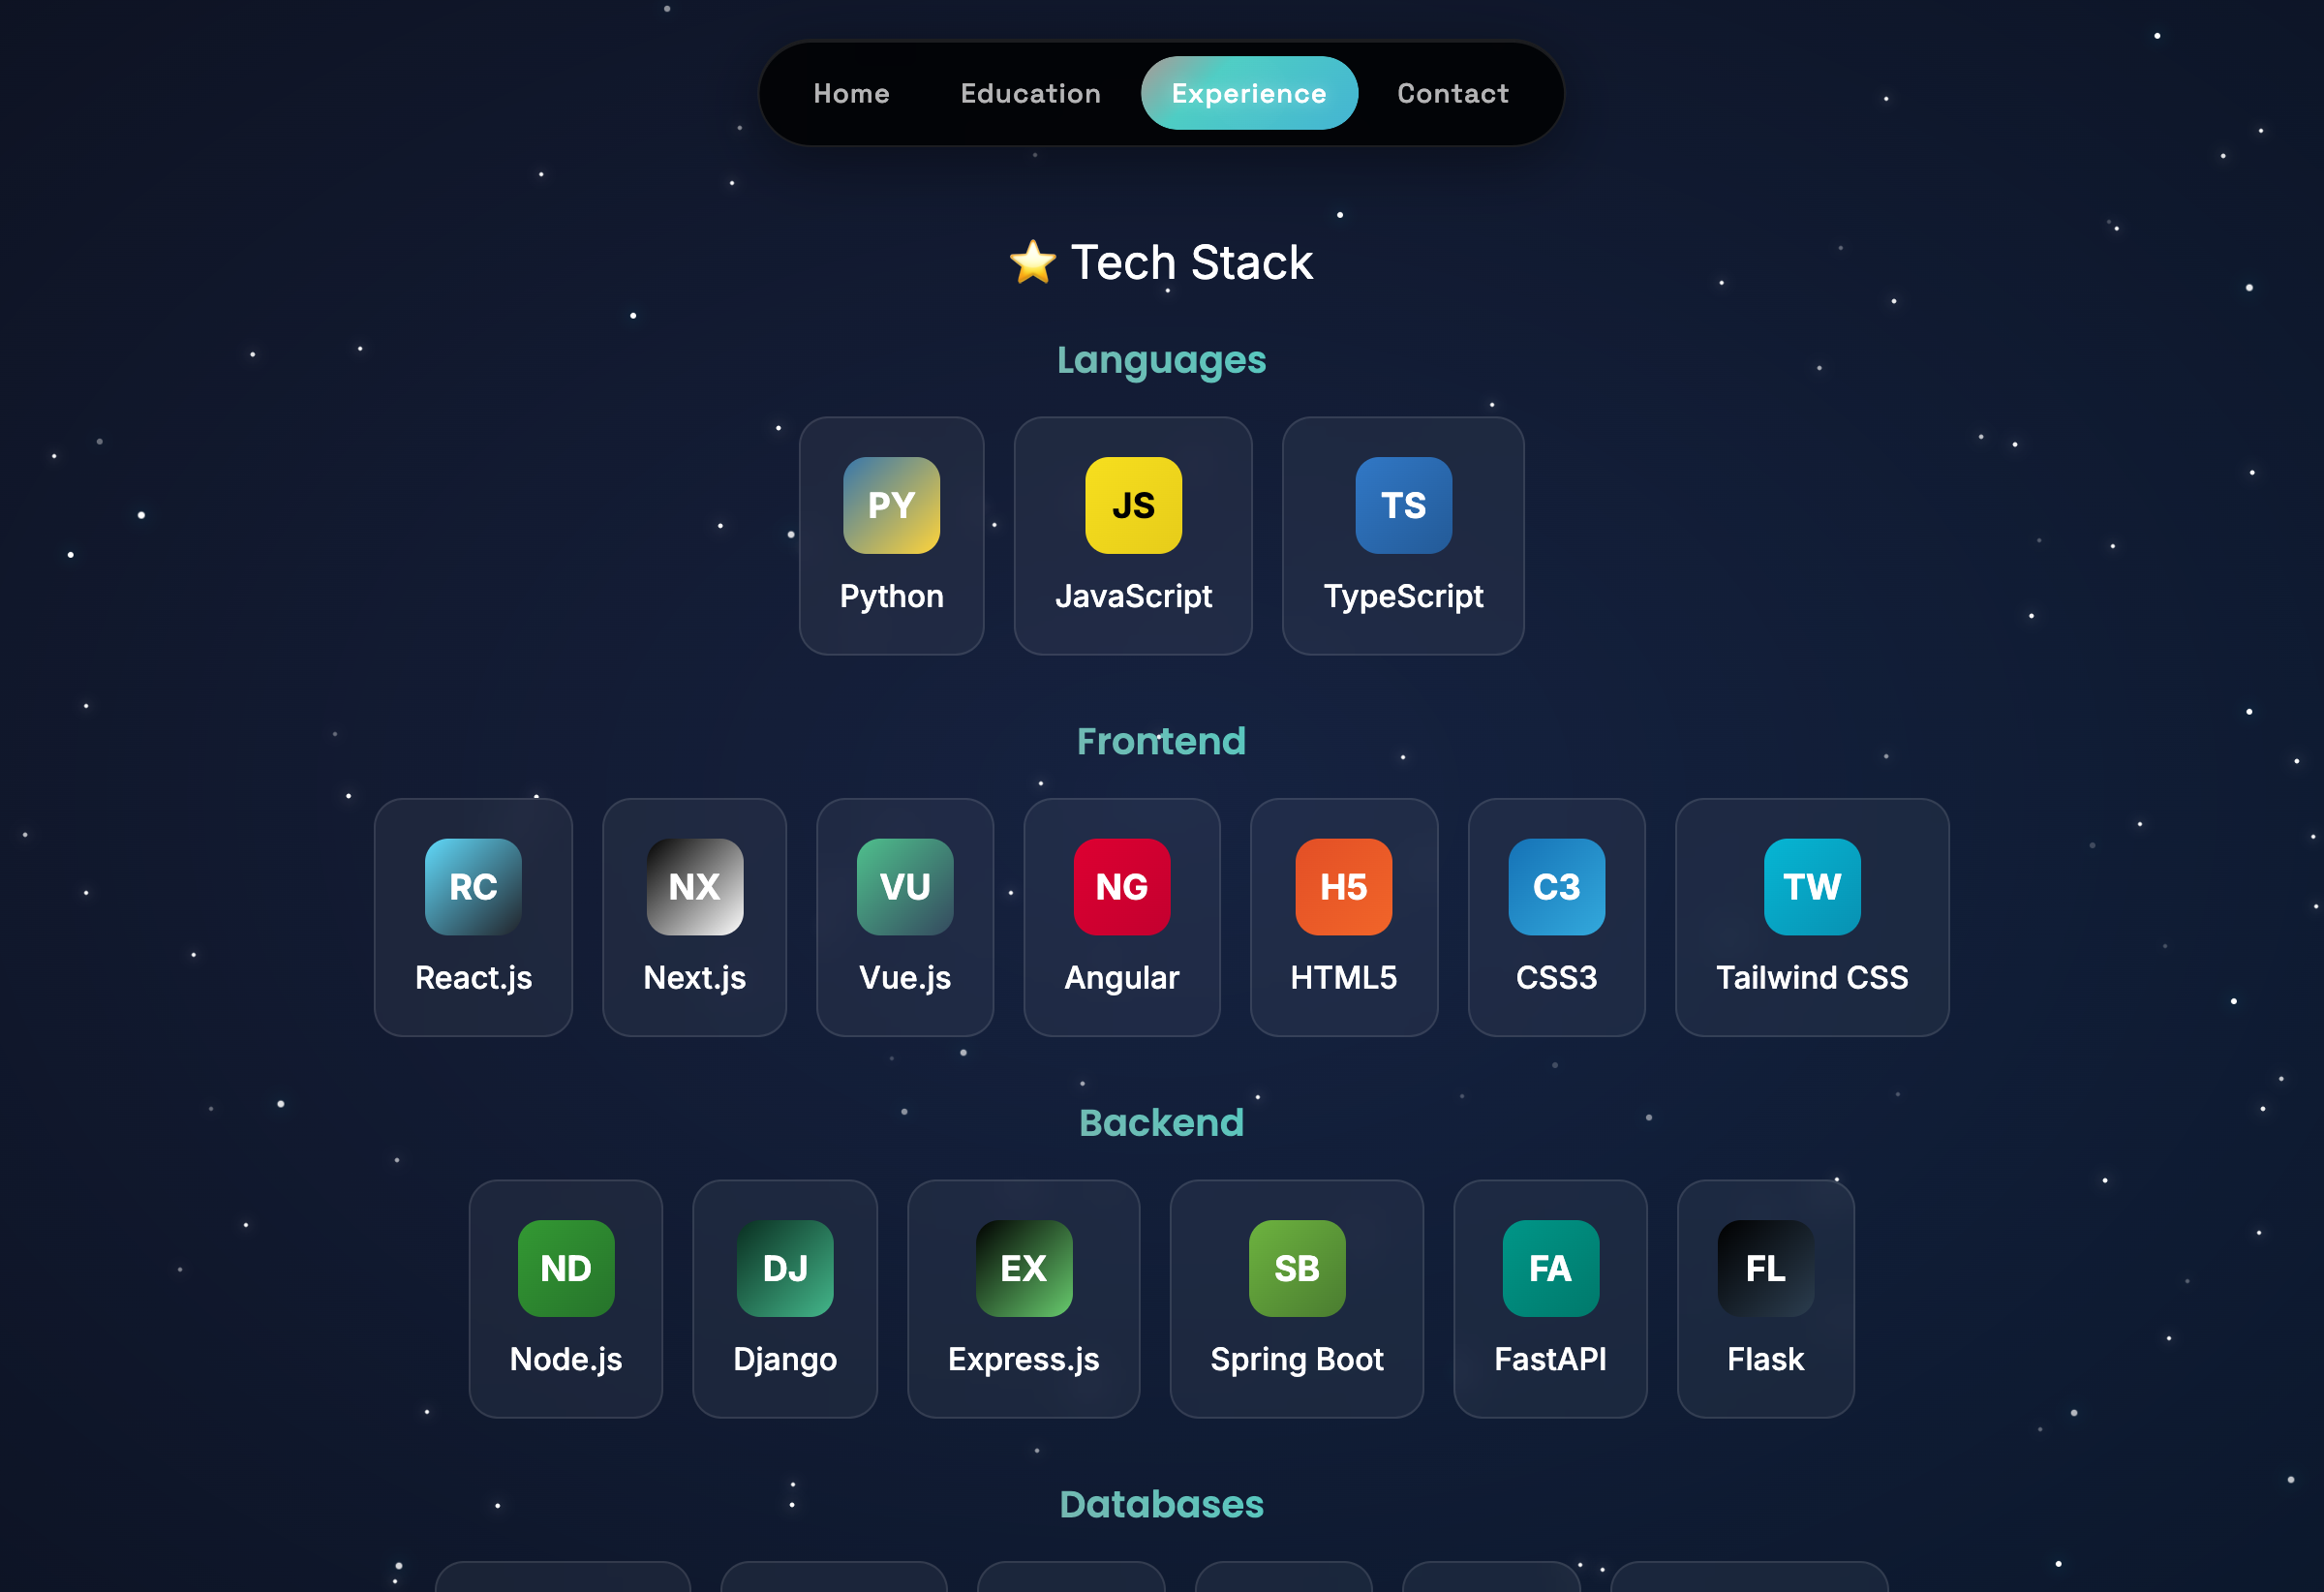 Home Education Experience Contact
⭐ Tech Stack
Languages
PY JS TS
Python JavaScript TypeScript
Frontend
RC NX VU NG H5 C3 TW
React.js Next.js Vue.js Angular HTML5 CSS3 Tailwind CSS
Backend
ND DJ EX SB FA FL
Node.js Django Express.js Spring Boot FastAPI Flask
Databases